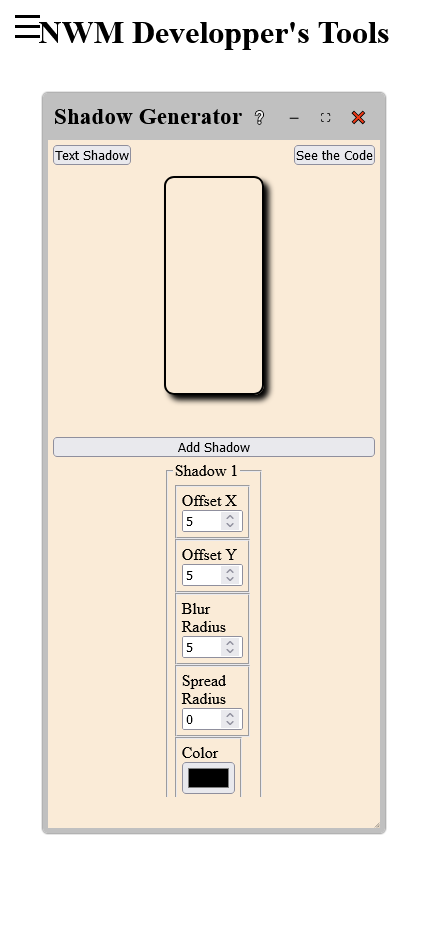 NWM Developper's Tools
Shadow Generator
Text Shadow
See the Code
Add Shadow
Shadow 1
Offset X
5
Offset Y
5
Blur
Radius
5
Spread
Radius
0
Color